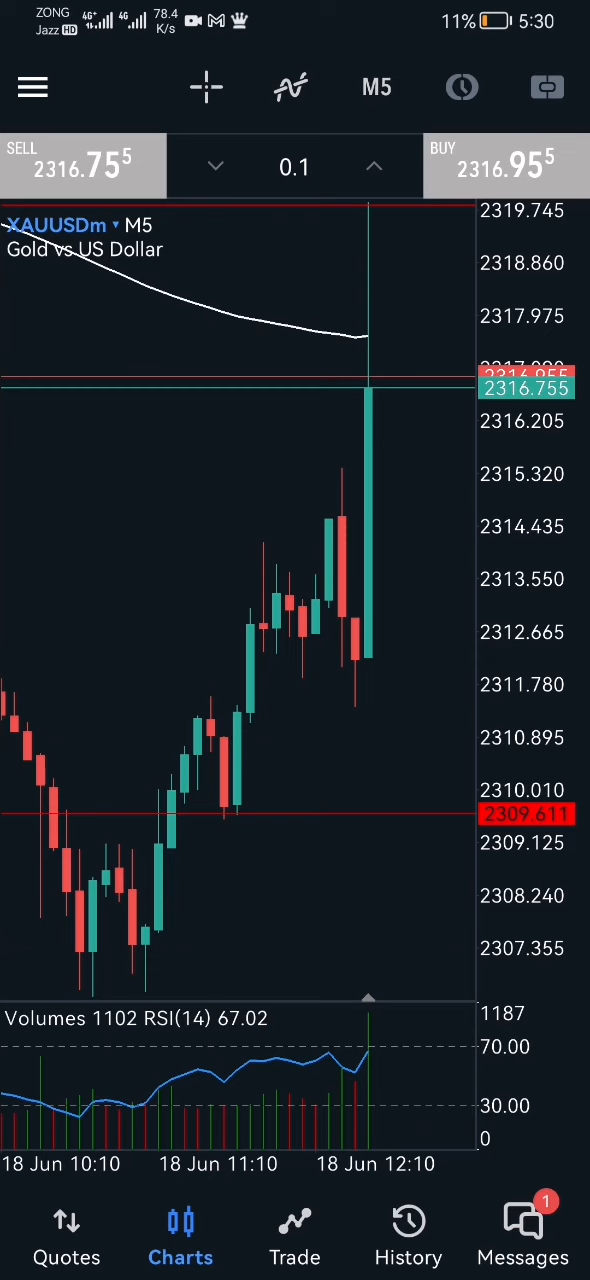 ZONG
Jazz HD
4G+ 4G 78.4 K/s
11% 5:30
M5
SELL
2316.75⁵
0.1
BUY
2316.95⁵
XAUUSDm ▾ M5
Gold vs US Dollar
2319.745
2318.860
2317.975
2316.955
2316.755
2316.205
2315.320
2314.435
2313.550
2312.665
2311.780
2310.895
2310.010
2309.611
2309.125
2308.240
2307.355
Volumes 1102 RSI(14) 67.02
1187
70.00
30.00
0
18 Jun 10:10 18 Jun 11:10 18 Jun 12:10
1
Quotes Charts Trade History Messages